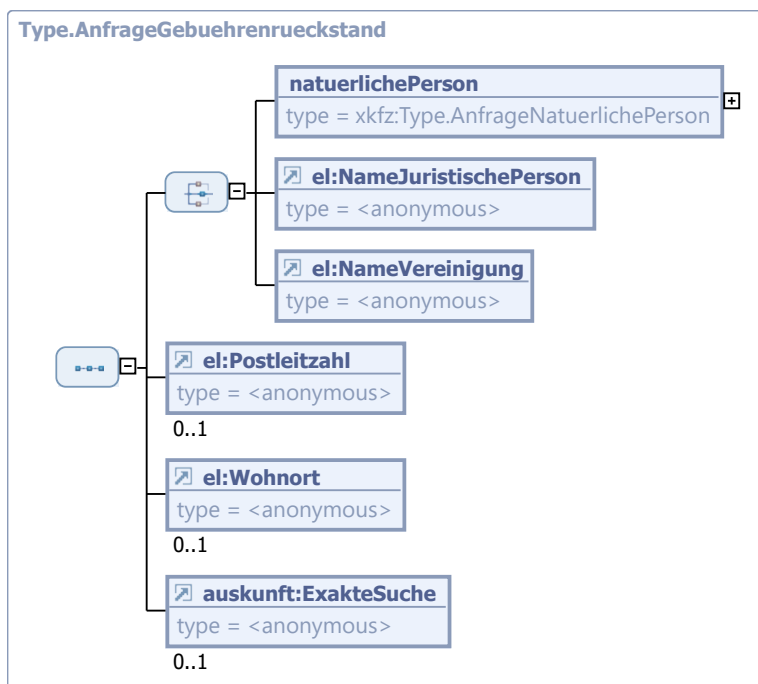 Type.AnfrageGebuehrenrueckstand
natuerlichePerson
type = xkfz:Type.AnfrageNatuerlichePerson
el:NameJuristischePerson
type = <anonymous>
el:NameVereinigung
type = <anonymous>
el:Postleitzahl
type = <anonymous>
0..1
el:Wohnort
type = <anonymous>
0..1
auskunft:ExakteSuche
type = <anonymous>
0..1